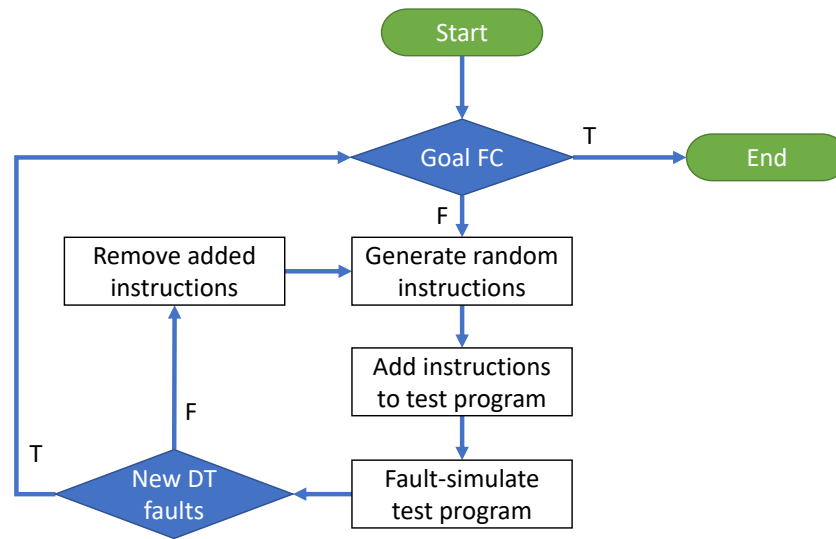 Start
Goal FC
T
End
F
Remove added
instructions
Generate random
instructions
Add instructions
to test program
F
T
New DT
faults
Fault-simulate
test program